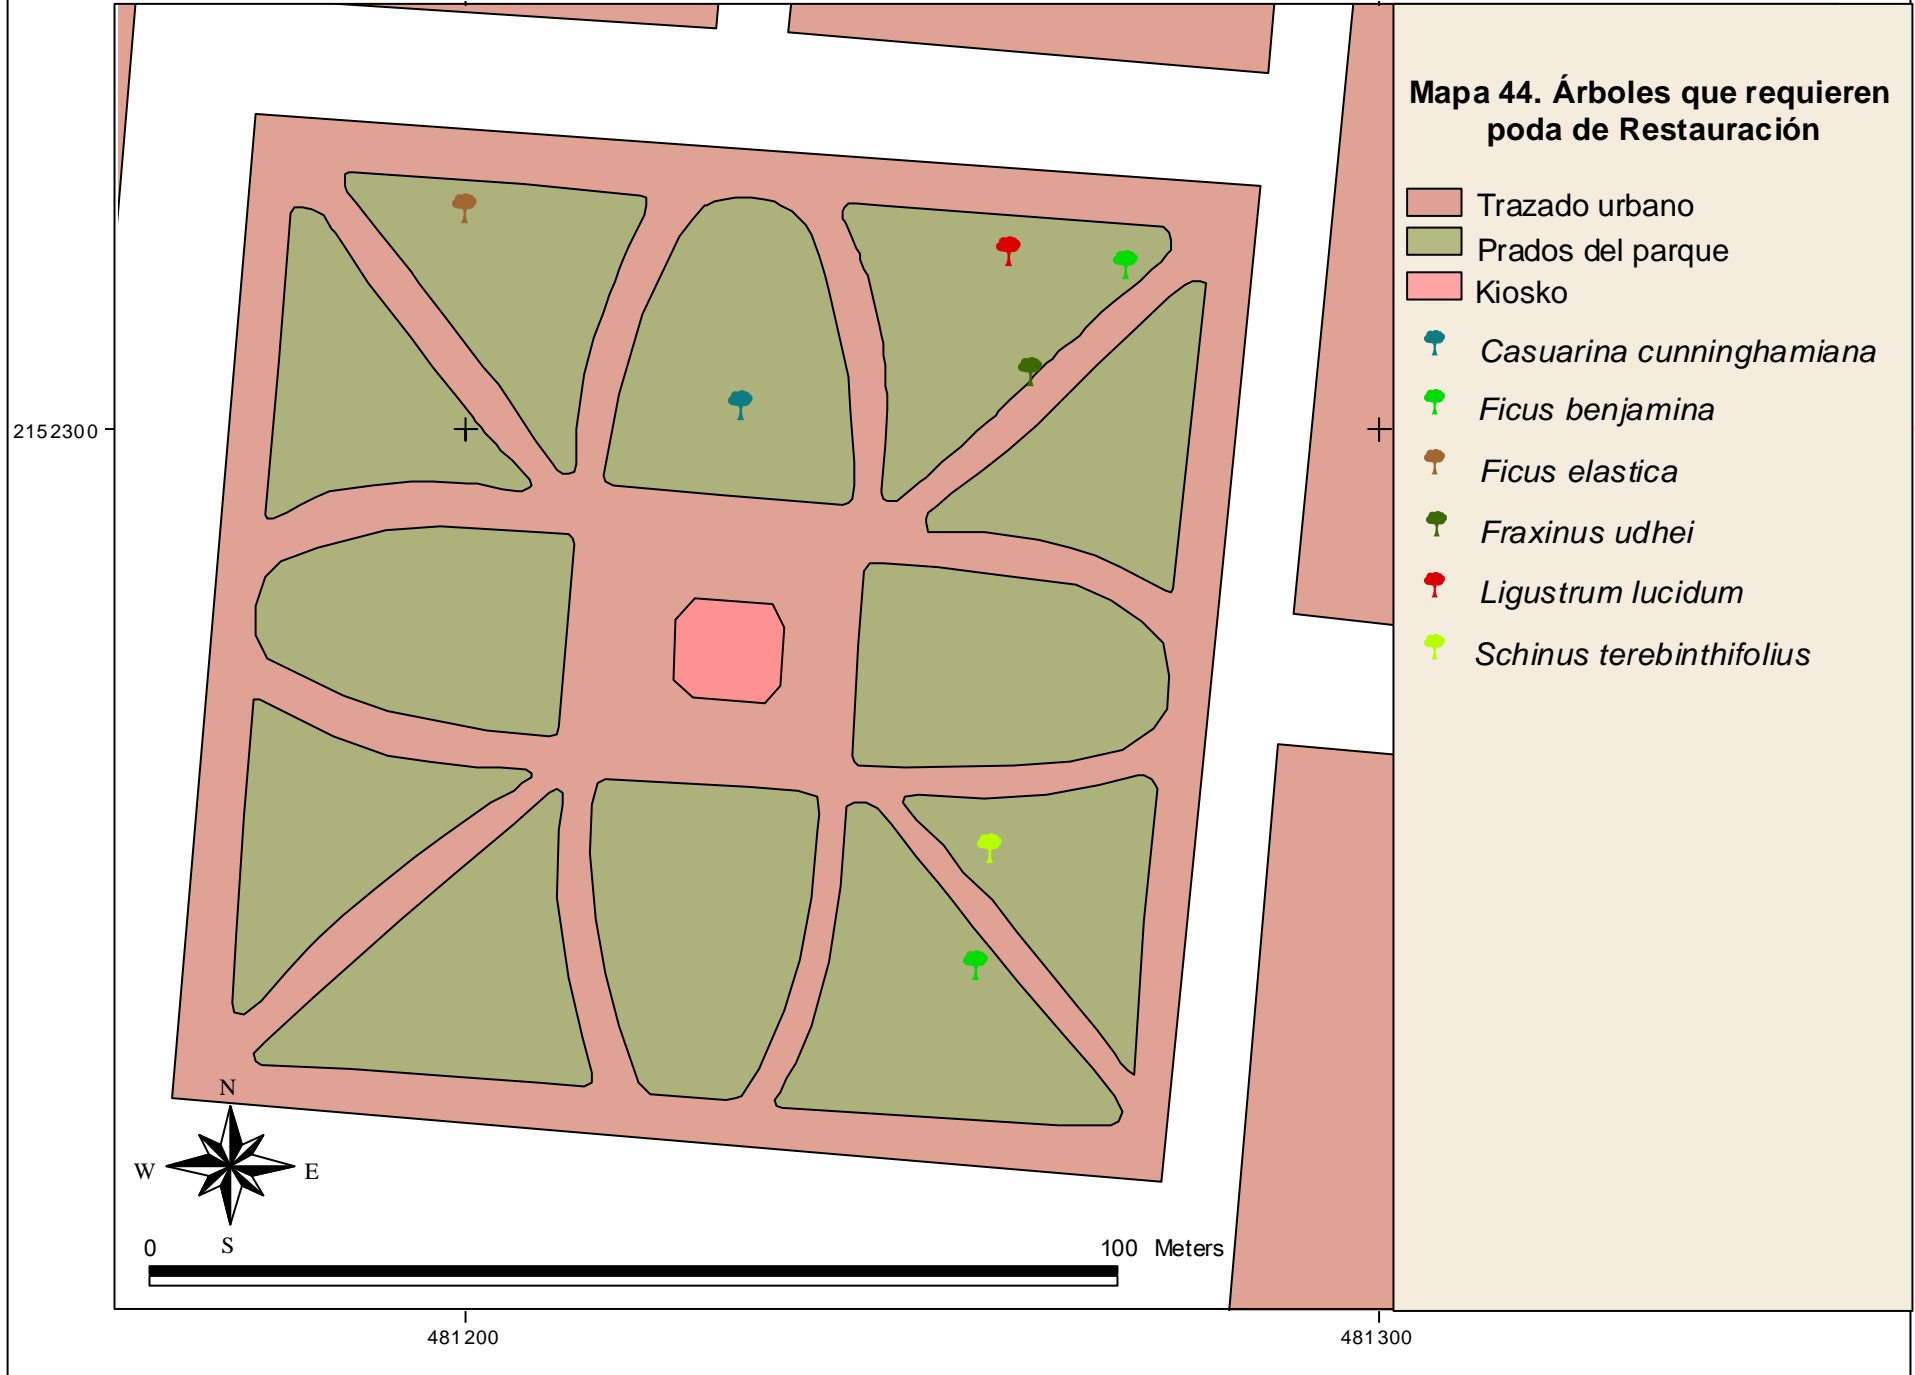 Mapa 44. Árboles que requieren
poda de Restauración
Trazado urbano
Prados del parque
Kiosko
Casuarina cunninghamiana
Ficus benjamina
Ficus elastica
Fraxinus udhei
Ligustrum lucidum
Schinus terebinthifolius
2152300
N
W E
S
0 100 Meters
481200 481300